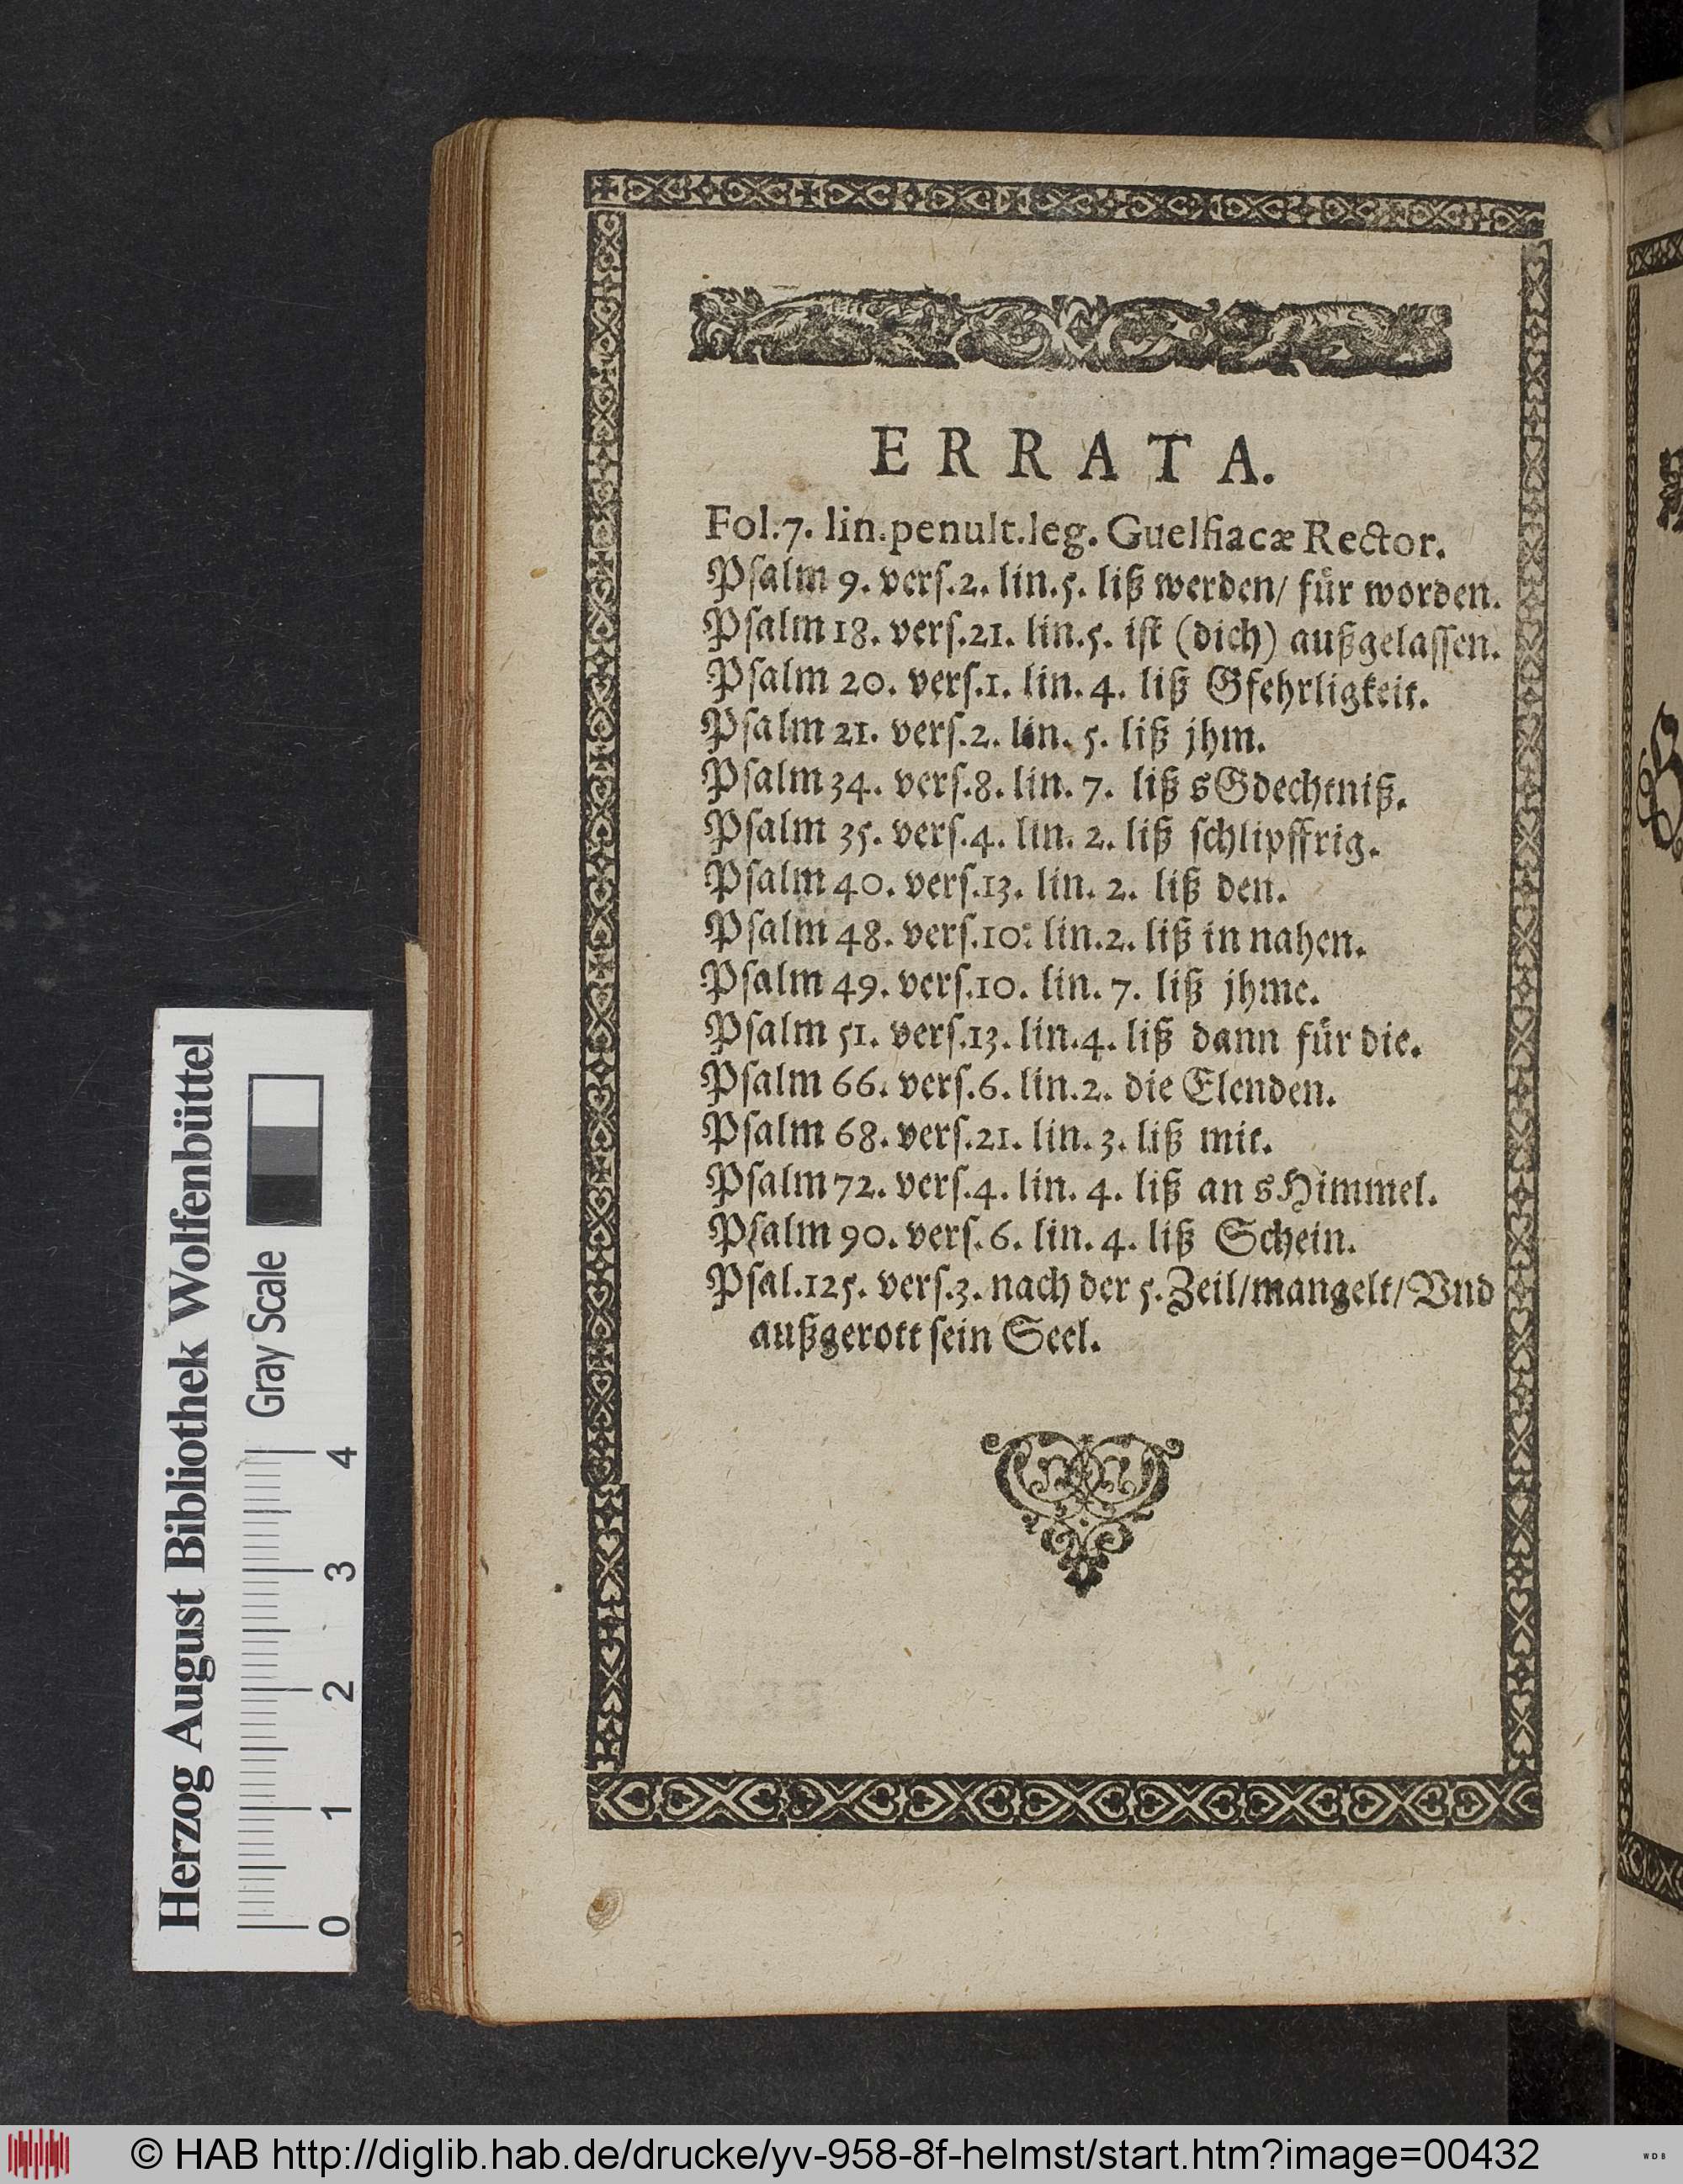 ERRATA.
Fol.7. lin.penult.leg. Guelfiacæ Rector.
Pſalm 9. verſ.2. lin.5. liß werden/ fuͤr worden.
Pſalm 18. verſ.21. lin.5. iſt (dich) außgelaſſen.
Pſalm 20. verſ.1. lin. 4. liß Gfehrligkeit.
Pſalm 21. verſ.2. lin. 5. liß jhm.
Pſalm 34. verſ.8. lin. 7. liß sGdechtniß.
Pſalm 35. verſ.4. lin. 2. liß ſchlipffrig.
Pſalm 40. verſ.13. lin. 2. liß den.
Pſalm 48. verſ.10. lin.2. liß in nahen.
Pſalm 49. verſ.10. lin. 7. liß jhme.
Pſalm 51. verſ.13. lin.4. liß dann fuͤr die.
Pſalm 66. verſ.6. lin.2. die Elenden.
Pſalm 68. verſ.21. lin. 3. liß mit.
Pſalm 72. verſ.4. lin. 4. liß an sHimmel.
Pſalm 90. verſ.6. lin. 4. liß Schein.
Pſal.125. verſ.3. nach der 5. Zeil/mangelt/ Vnd
außgerott ſein Seel.
Herzog August Bibliothek Wolfenbüttel
Gray Scale
0 1 2 3 4
© HAB http://diglib.hab.de/drucke/yv-958-8f-helmst/start.htm?image=00432
WDB